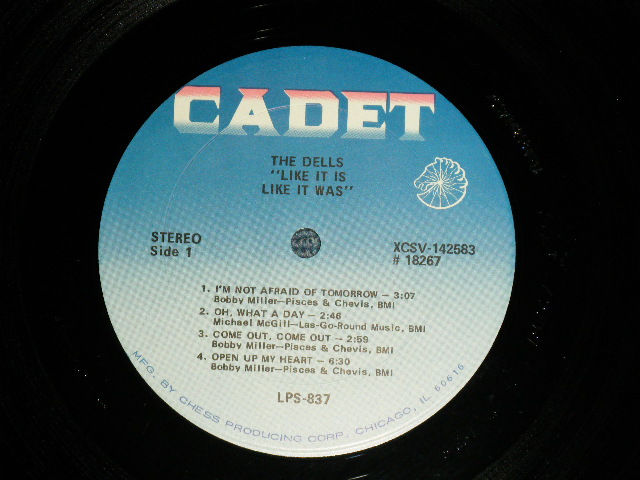 CADET
THE DELLS
"LIKE IT IS
LIKE IT WAS"
STEREO
Side 1
XCSV-142583
# 18267
1. I'M NOT AFRAID OF TOMORROW — 3:07
Bobby Miller—Pisces & Chevis, BMI
2. OH, WHAT A DAY — 2:46
Michael McGill—Las-Go-Round Music, BMI
3. COME OUT, COME OUT — 2:59
Bobby Miller—Pisces & Chevis, BMI
4. OPEN UP MY HEART — 6:30
Bobby Miller—Pisces & Chevis, BMI
LPS-837
MFG. BY CHESS PRODUCING CORP. CHICAGO, IL 60616